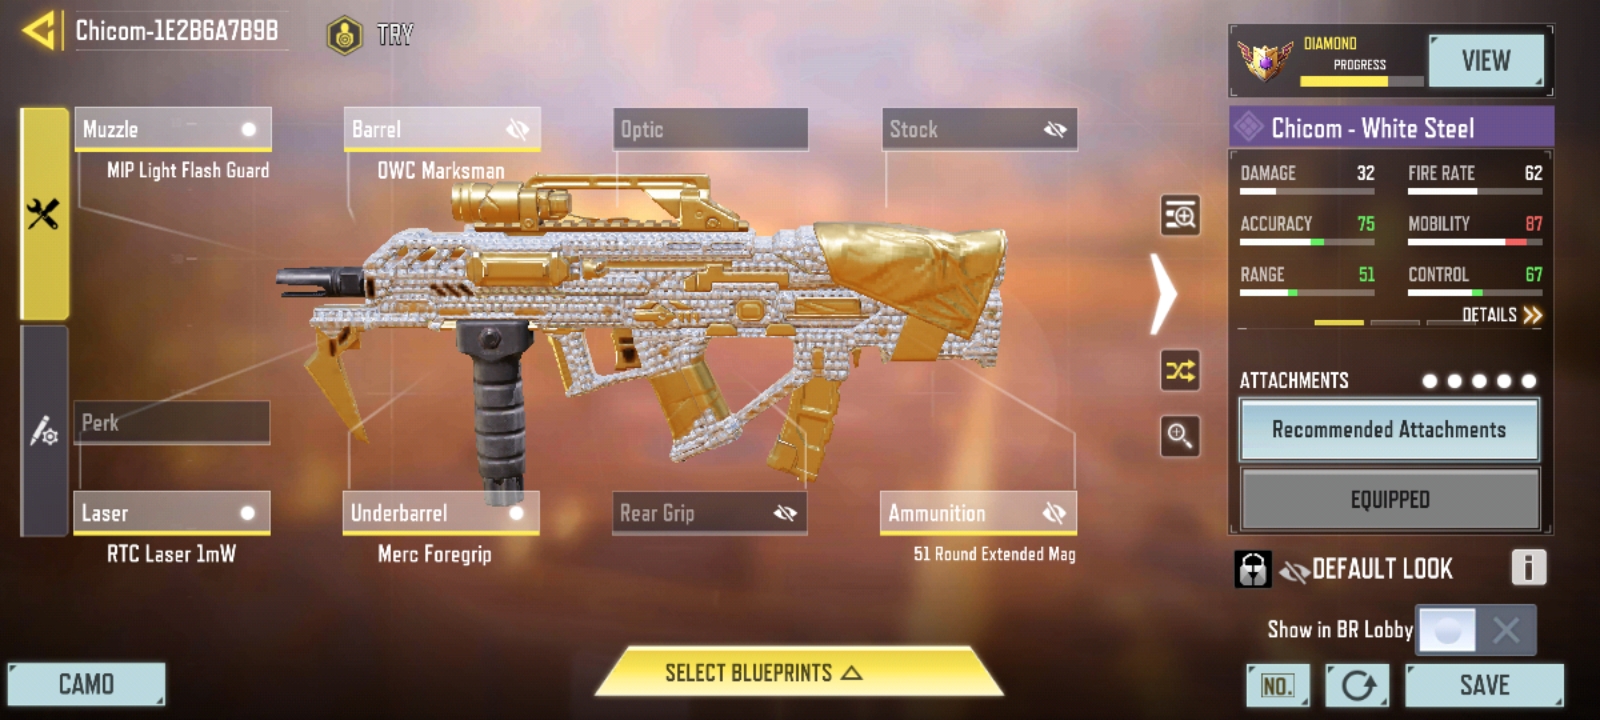 Chicom-1E2B6A7B9B
TRY
DIAMOND
PROGRESS
VIEW
Muzzle
MIP Light Flash Guard
Barrel
OWC Marksman
Optic
Stock
Chicom - White Steel
DAMAGE 32
FIRE RATE 62
ACCURACY 75
MOBILITY 87
RANGE 51
CONTROL 67
DETAILS
ATTACHMENTS
Recommended Attachments
EQUIPPED
Perk
Laser
RTC Laser 1mW
Underbarrel
Merc Foregrip
Rear Grip
Ammunition
51 Round Extended Mag
DEFAULT LOOK
i
Show in BR Lobby
CAMO
SELECT BLUEPRINTS
NO.
SAVE